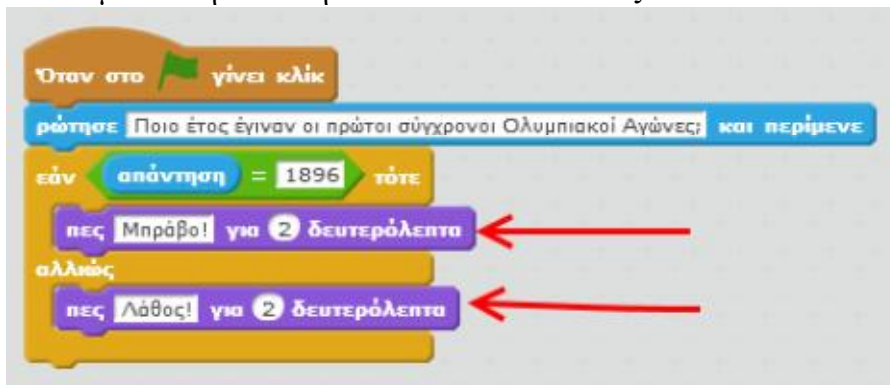 Όταν στο γίνει κλίκ
ρώτησε Ποιο έτος έγιναν οι πρώτοι σύγχρονοι Ολυμπιακοί Αγώνες; και περίμενε
εάν απάντηση = 1896 τότε
πες Μπράβο! για 2 δευτερόλεπτα
αλλιώς
πες Λάθος! για 2 δευτερόλεπτα